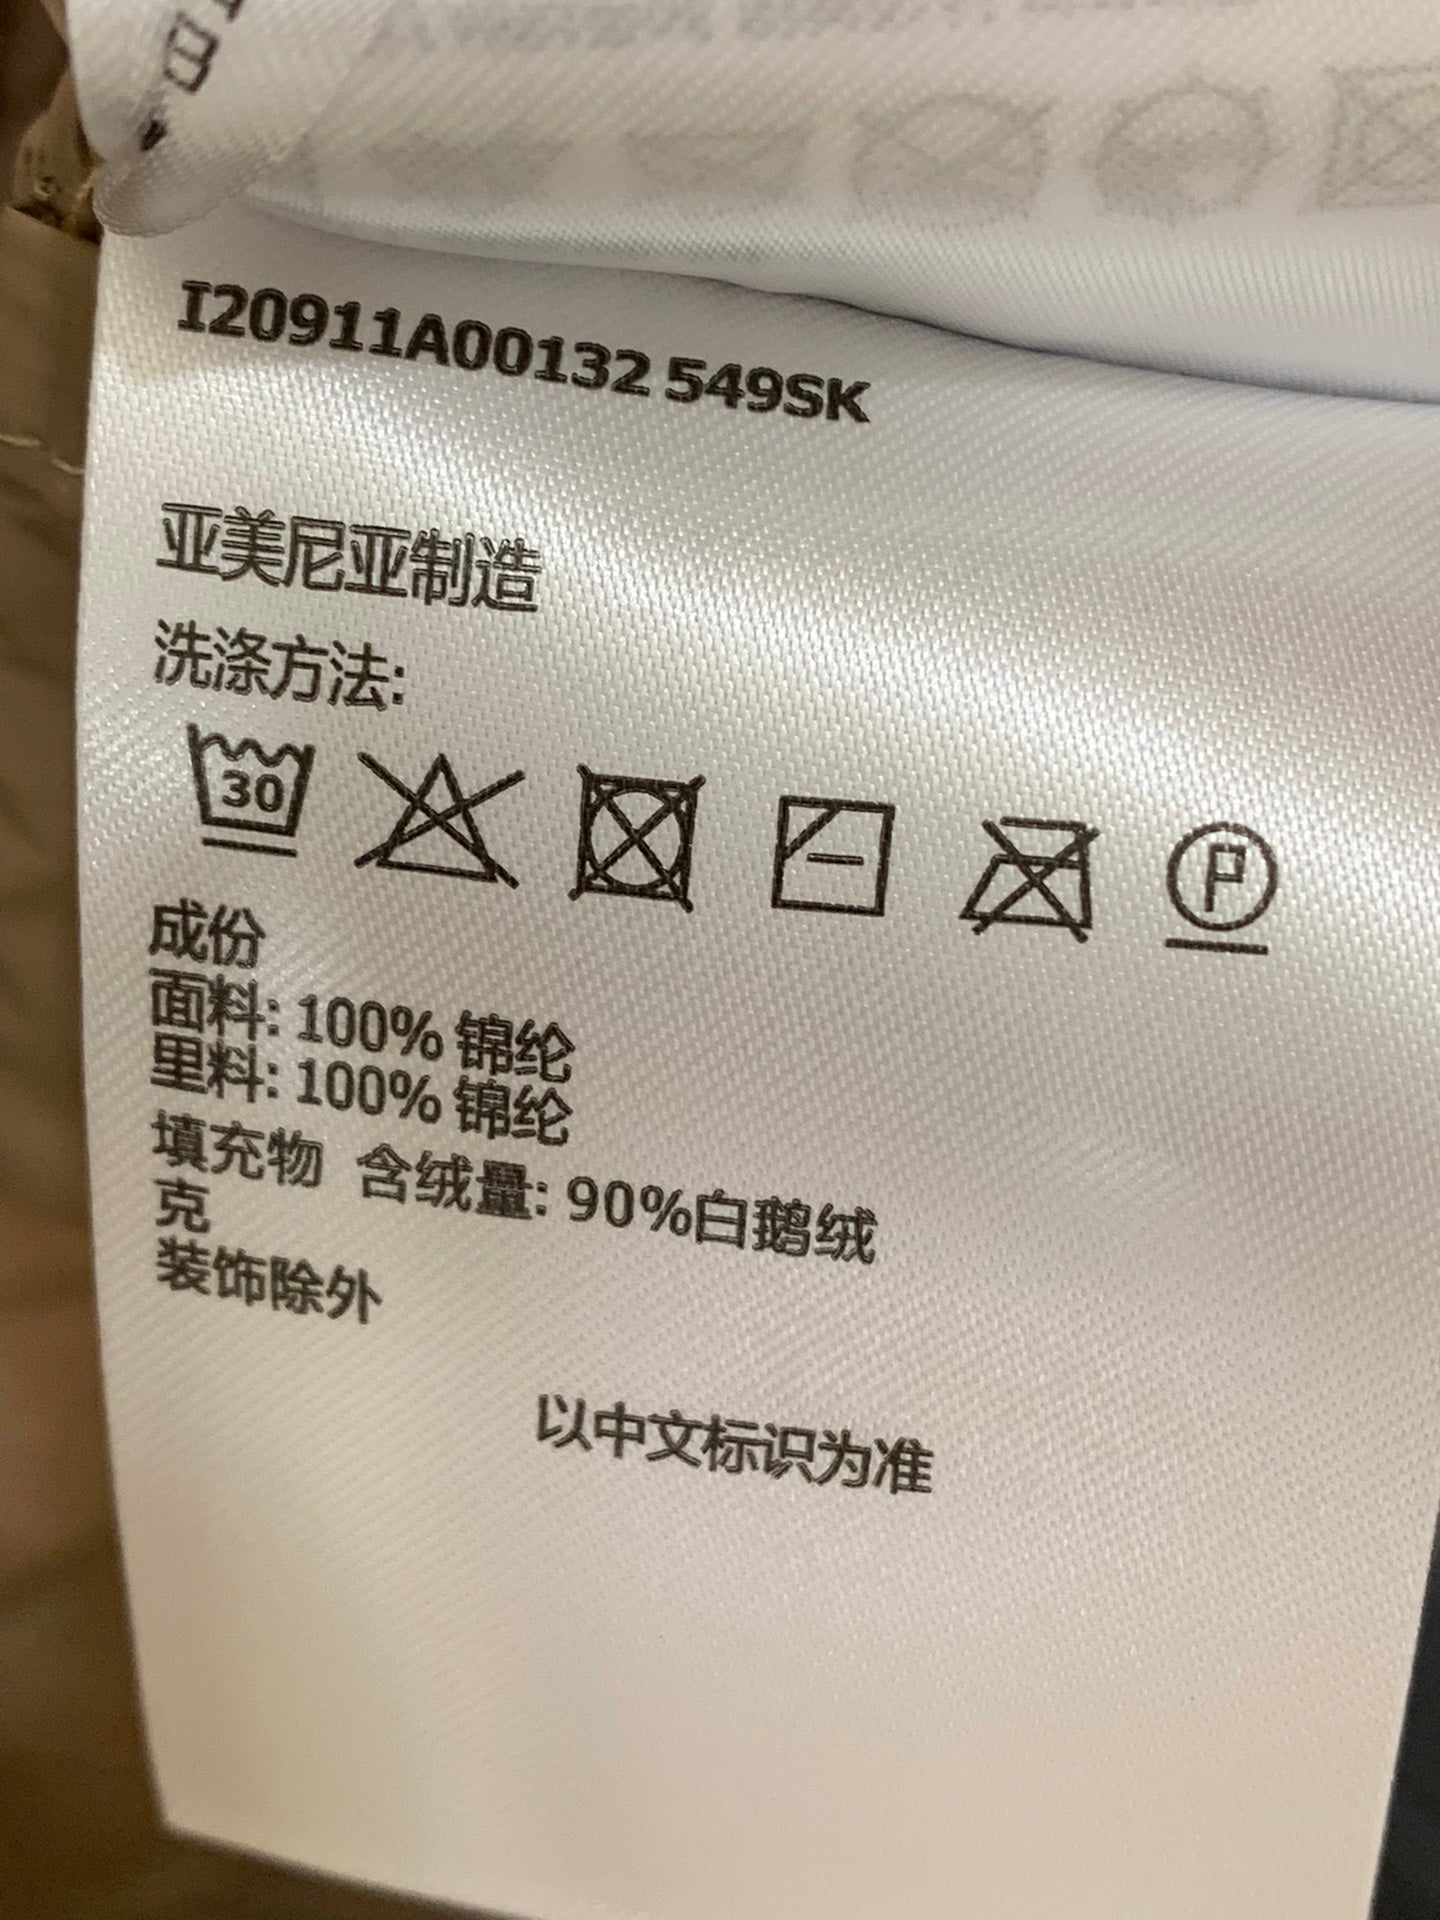 I20911A00132 549SK
亚美尼亚制造
洗涤方法:
30
P
成份
面料: 100% 锦纶
里料: 100% 锦纶
填充物 含绒量: 90%白鹅绒
克
装饰除外
以中文标识为准